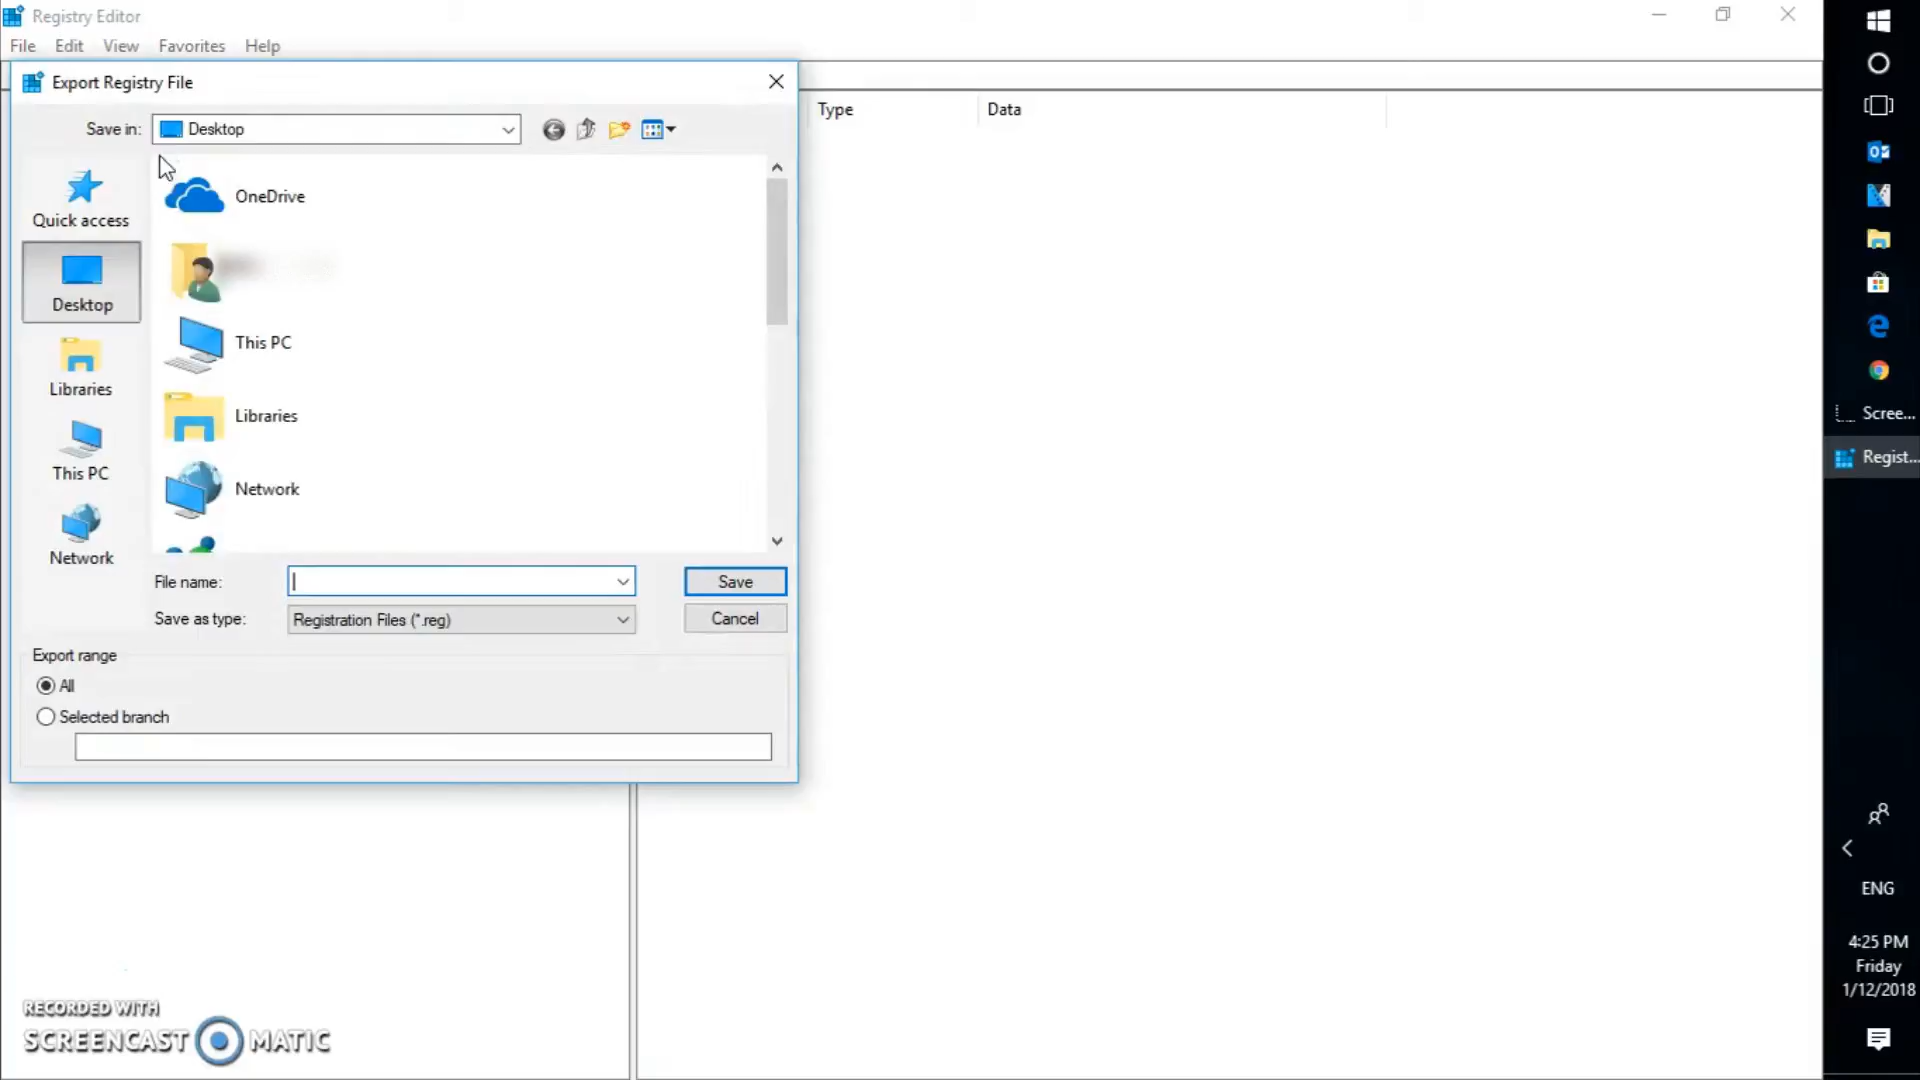 Registry Editor
File Edit View Favorites Help
Export Registry File
Save in: Desktop
Type Data
Quick access
Desktop
Libraries
This PC
Network
OneDrive
This PC
Libraries
Network
File name:
Save
Save as type: Registration Files (*.reg)
Cancel
Export range
All
Selected branch
Scree...
Regist...
ENG
4:25 PM
Friday
1/12/2018
RECORDED WITH
SCREENCAST MATIC